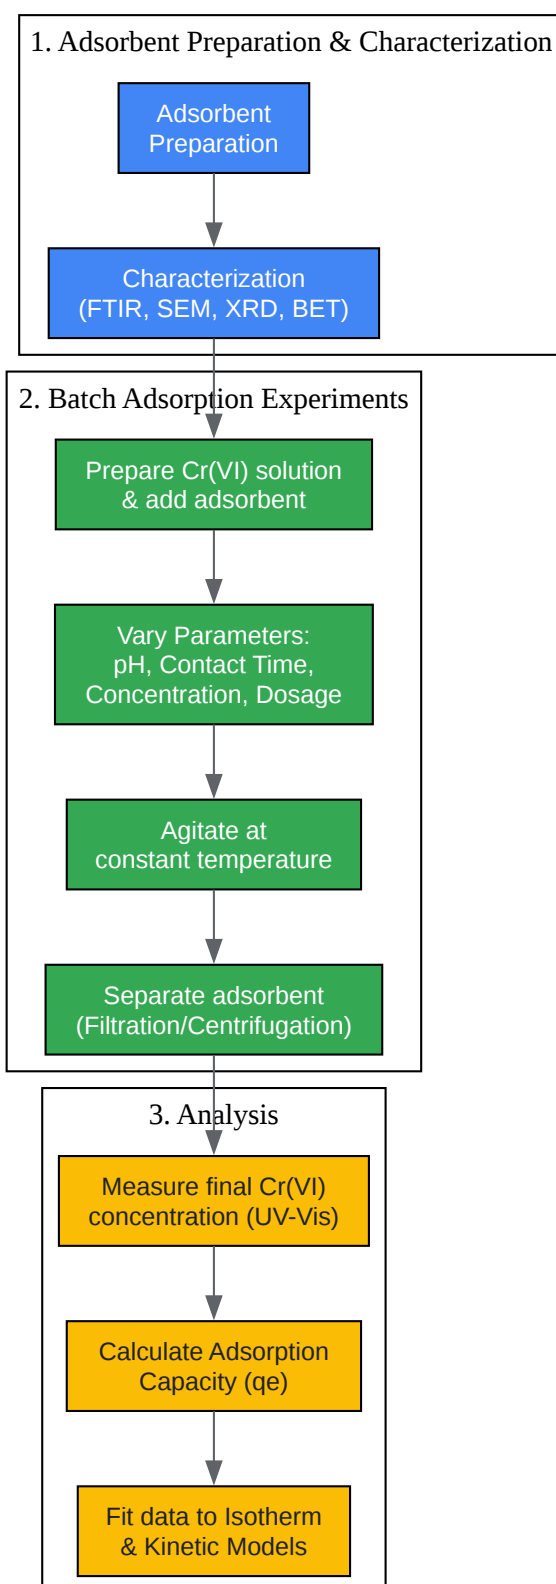 1. Adsorbent Preparation & Characterization
Adsorbent
Preparation
Characterization
(FTIR, SEM, XRD, BET)
2. Batch Adsorption Experiments
Prepare Cr(VI) solution
& add adsorbent
Vary Parameters:
pH, Contact Time,
Concentration, Dosage
Agitate at
constant temperature
Separate adsorbent
(Filtration/Centrifugation)
3. Analysis
Measure final Cr(VI)
concentration (UV-Vis)
Calculate Adsorption
Capacity (qe)
Fit data to Isotherm
& Kinetic Models